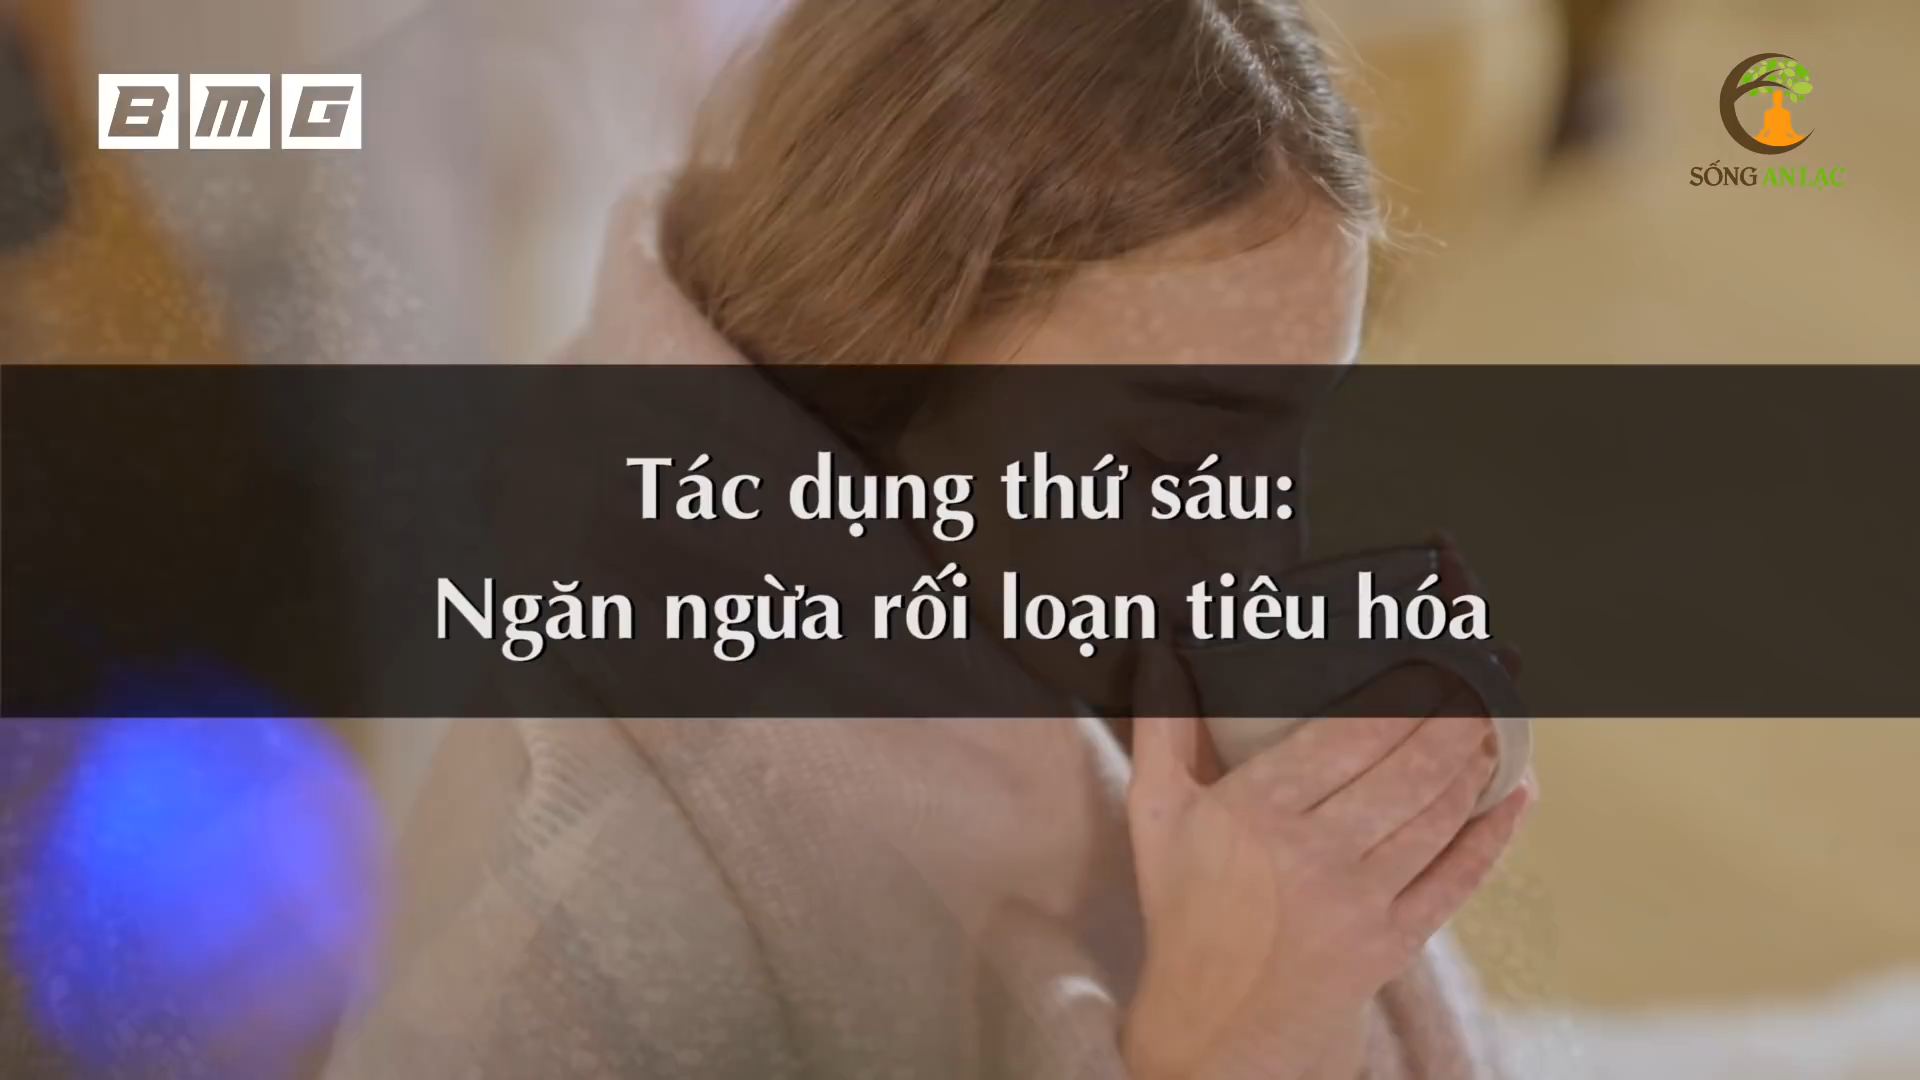 BMG
SỐNG AN LẠC
Tác dụng thứ sáu:
Ngăn ngừa rối loạn tiêu hóa